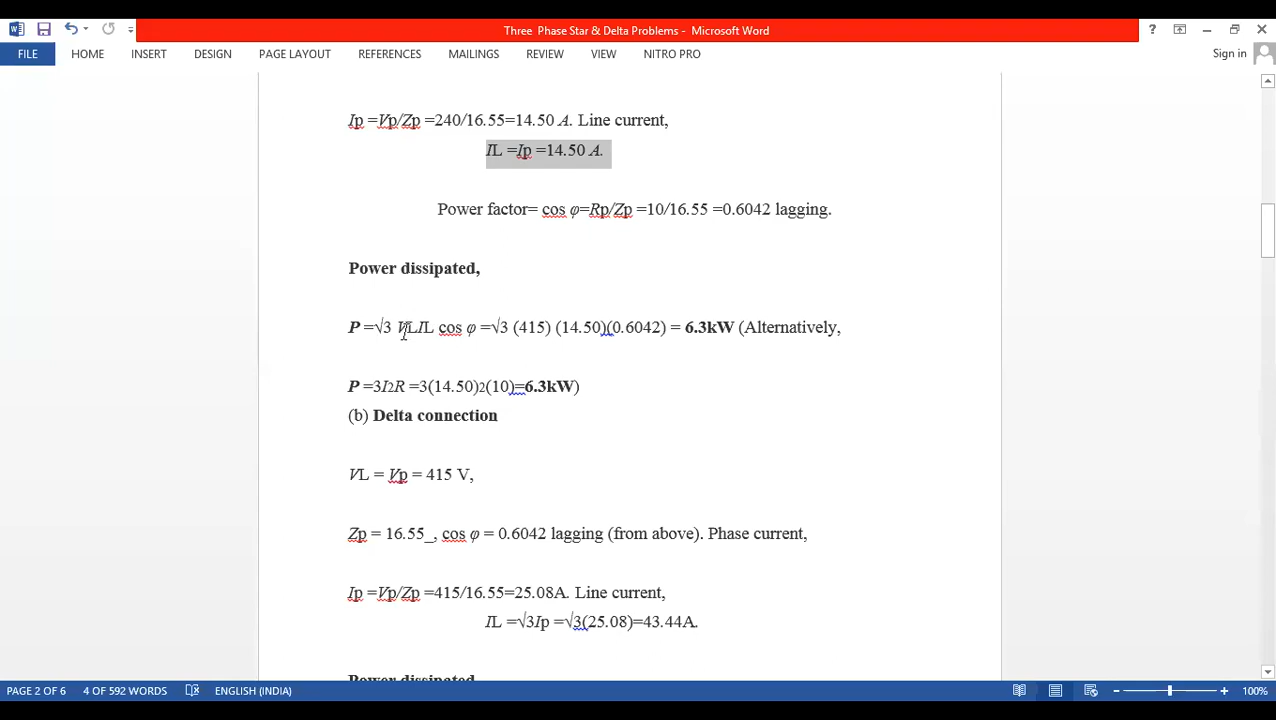 Three Phase Star & Delta Problems - Microsoft Word
?
FILE HOME INSERT DESIGN PAGE LAYOUT REFERENCES MAILINGS REVIEW VIEW NITRO PRO
Sign in
Ip =Vp/Zp =240/16.55=14.50 A. Line current,
IL =Ip =14.50 A.
Power factor= cos φ=Rp/Zp =10/16.55 =0.6042 lagging.
Power dissipated,
P =√3 VLIL cos φ =√3 (415) (14.50)(0.6042) = 6.3kW (Alternatively,
P =3I2R =3(14.50)2(10)=6.3kW)
(b) Delta connection
VL = Vp = 415 V,
Zp = 16.55_, cos φ = 0.6042 lagging (from above). Phase current,
Ip =Vp/Zp =415/16.55=25.08A. Line current,
IL =√3Ip =√3(25.08)=43.44A.
Power dissipated
PAGE 2 OF 6 4 OF 592 WORDS ENGLISH (INDIA) 100%